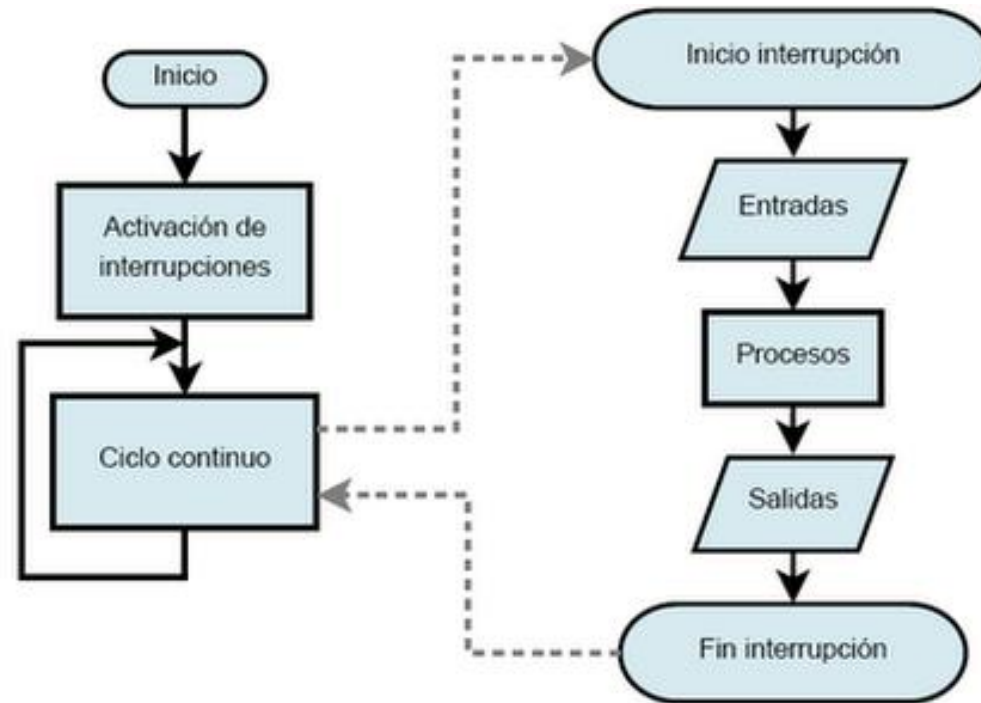 Inicio
Activación de
interrupciones
Ciclo continuo
Inicio interrupción
Entradas
Procesos
Salidas
Fin interrupción